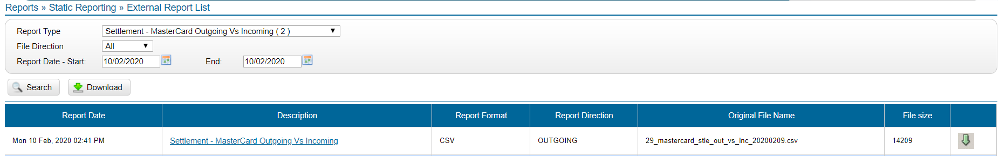 Reports » Static Reporting » External Report List
Report Type Settlement - MasterCard Outgoing Vs Incoming ( 2 )
File Direction All
Report Date - Start: 10/02/2020 End: 10/02/2020
Search Download
Report Date Description Report Format Report Direction Original File Name File size
Mon 10 Feb, 2020 02:41 PM Settlement - MasterCard Outgoing Vs Incoming CSV OUTGOING 29_mastercard_stle_out_vs_inc_20200209.csv 14209